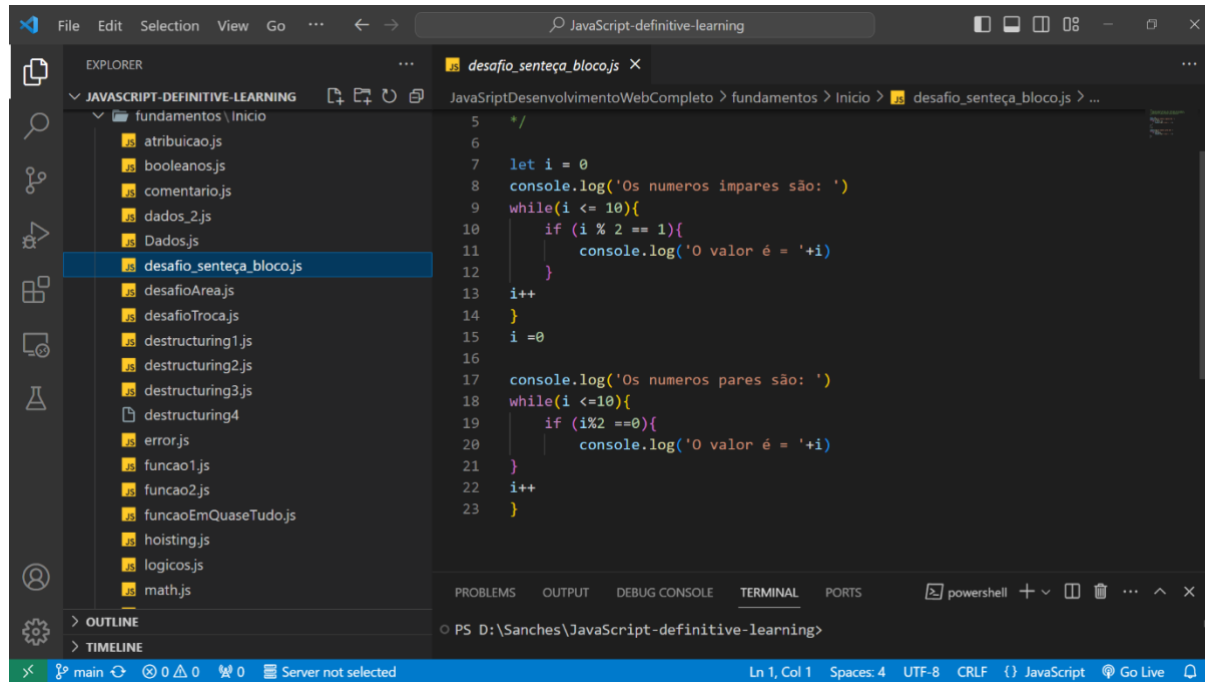 File Edit Selection View Go ··· JavaScript-definitive-learning
EXPLORER ···
JAVASCRIPT-DEFINITIVE-LEARNING
fundamentos \ Inicio
atribuicao.js
booleanos.js
comentario.js
dados_2.js
Dados.js
desafio_senteça_bloco.js
desafioArea.js
desafioTroca.js
destructuring1.js
destructuring2.js
destructuring3.js
destructuring4
error.js
funcao1.js
funcao2.js
funcaoEmQuaseTudo.js
hoisting.js
logicos.js
math.js
OUTLINE
TIMELINE
JS desafio_senteça_bloco.js ···
JavaSriptDesenvolvimentoWebCompleto > fundamentos > Inicio > JS desafio_senteça_bloco.js > ...
5 */
6
7 let i = 0
8 console.log('Os numeros impares são: ')
9 while(i <= 10){
10 if (i % 2 == 1){
11 console.log('O valor é = '+i)
12 }
13 i++
14 }
15 i =0
16
17 console.log('Os numeros pares são: ')
18 while(i <=10){
19 if (i%2 ==0){
20 console.log('O valor é = '+i)
21 }
22 i++
23 }
PROBLEMS OUTPUT DEBUG CONSOLE TERMINAL PORTS powershell ···
PS D:\Sanches\JavaScript-definitive-learning>
main 0 0 0 Server not selected Ln 1, Col 1 Spaces: 4 UTF-8 CRLF {} JavaScript Go Live